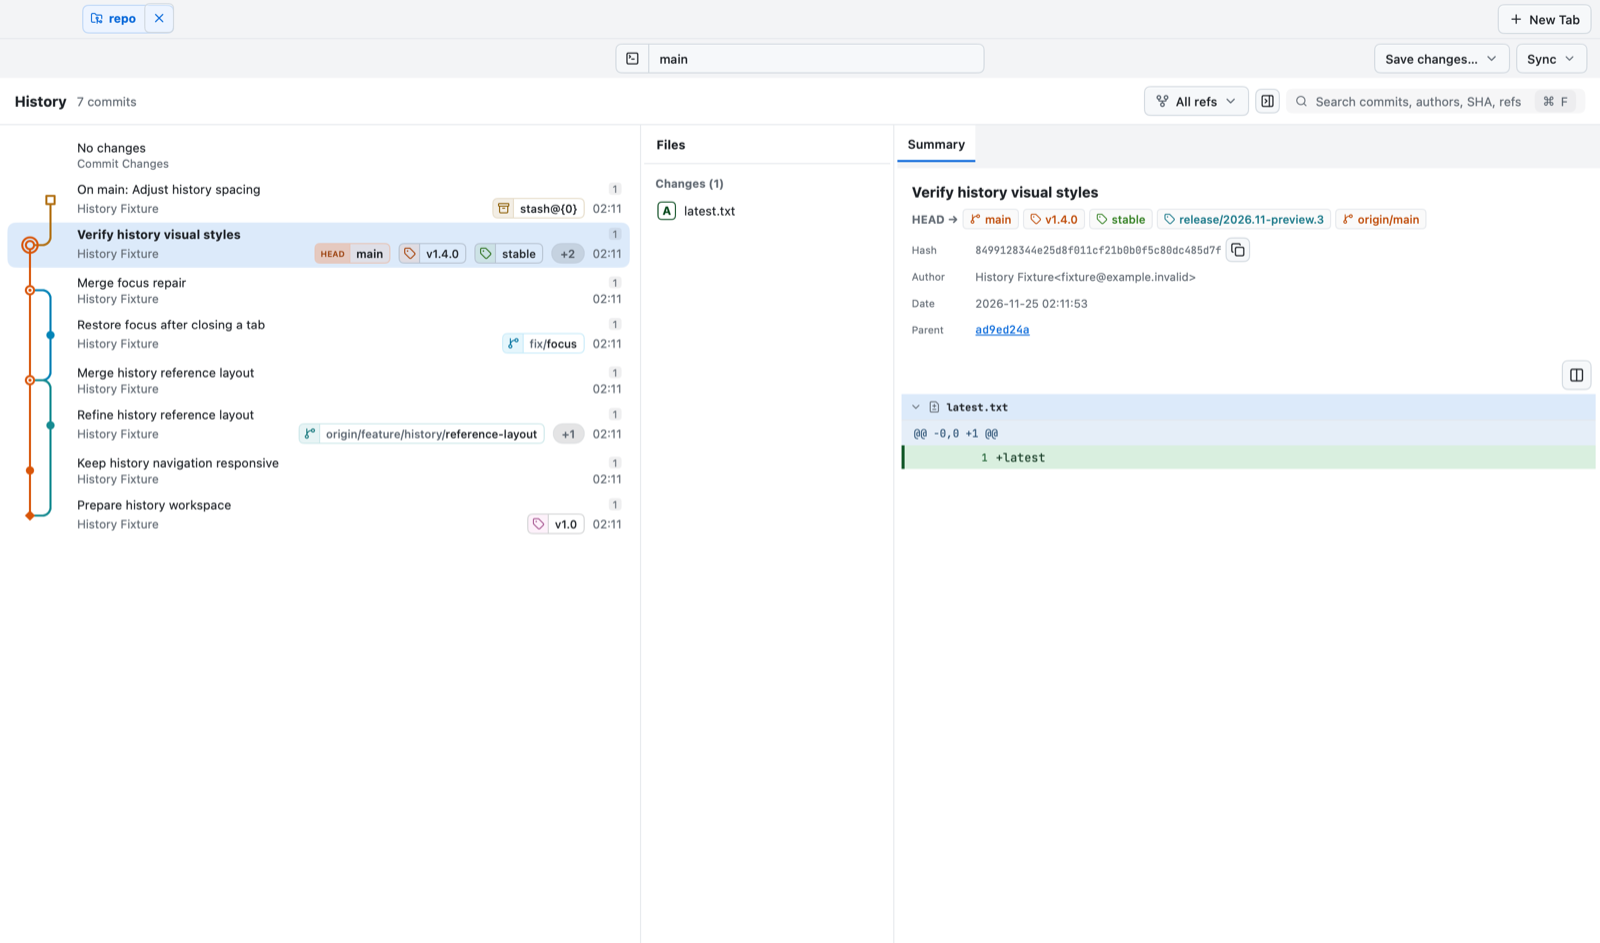 repo
New Tab
main
Save changes...
Sync
History 7 commits
All refs
Search commits, authors, SHA, refs ⌘ F
No changes
Commit Changes
On main: Adjust history spacing 1
History Fixture stash@{0} 02:11
Verify history visual styles 1
History Fixture HEAD main v1.4.0 stable +2 02:11
Merge focus repair 1
History Fixture 02:11
Restore focus after closing a tab 1
History Fixture fix/focus 02:11
Merge history reference layout 1
History Fixture 02:11
Refine history reference layout 1
History Fixture origin/feature/history/reference-layout +1 02:11
Keep history navigation responsive 1
History Fixture 02:11
Prepare history workspace 1
History Fixture v1.0 02:11
Files
Changes (1)
A latest.txt
Summary
Verify history visual styles
HEAD → main v1.4.0 stable release/2026.11-preview.3 origin/main
Hash 8499128344e25d8f011cf21b0b0f5c80dc485d7f
Author History Fixture<fixture@example.invalid>
Date 2026-11-25 02:11:53
Parent ad9ed24a
latest.txt
@@ -0,0 +1 @@
1 +latest